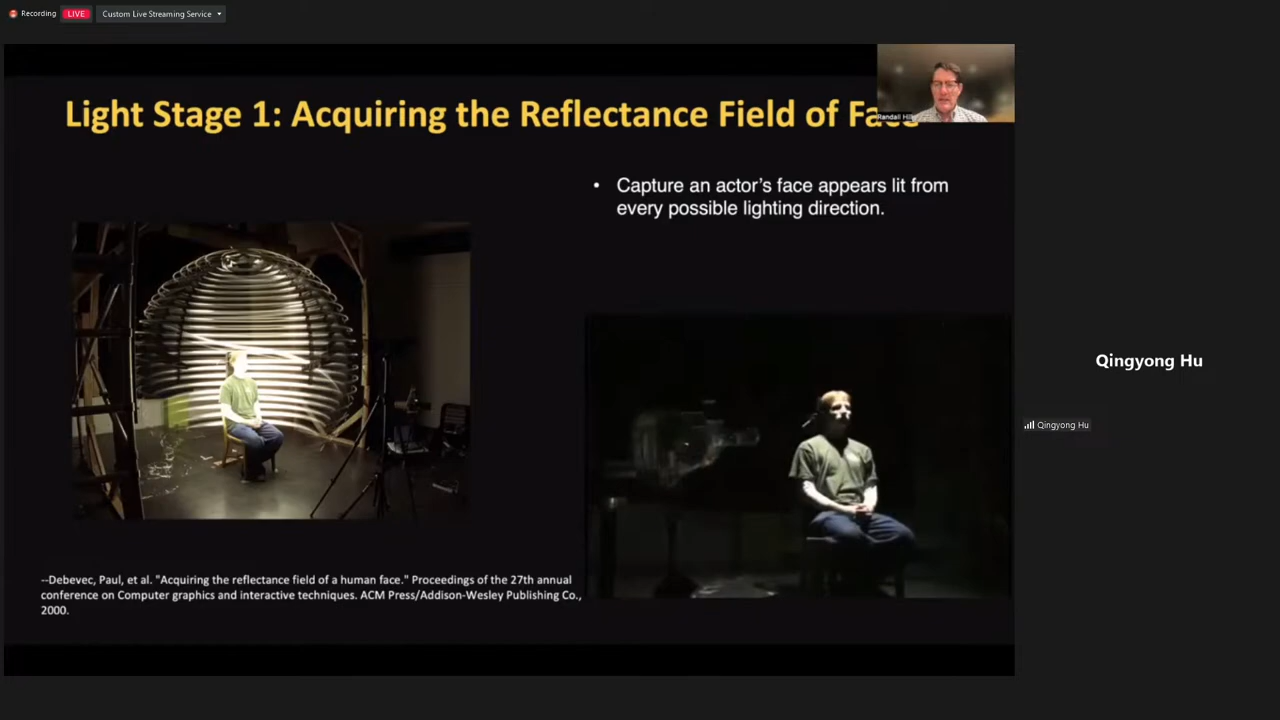 Recording
LIVE
Custom Live Streaming Service
Light Stage 1: Acquiring the Reflectance Field of Face
Randall Hill
• Capture an actor's face appears lit from
every possible lighting direction.
--Debevec, Paul, et al. "Acquiring the reflectance field of a human face." Proceedings of the 27th annual
conference on Computer graphics and interactive techniques. ACM Press/Addison-Wesley Publishing Co.,
2000.
Qingyong Hu
Qingyong Hu